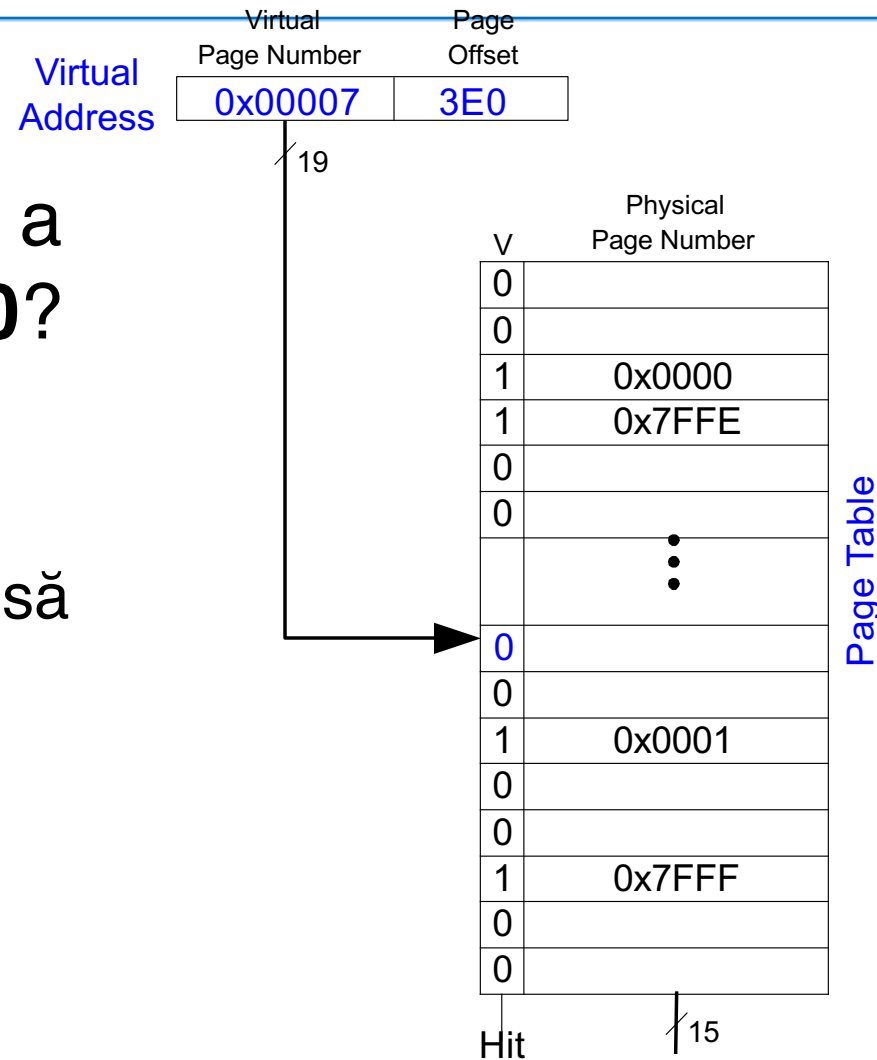 Virtual Page
Page Number Offset
Virtual
Address
0x00007 3E0
19
a
0?
să
Physical
V Page Number
0
0
1 0x0000
1 0x7FFE
0
0
0
0
1 0x0001
0
0
1 0x7FFF
0
0
Page Table
Hit
15